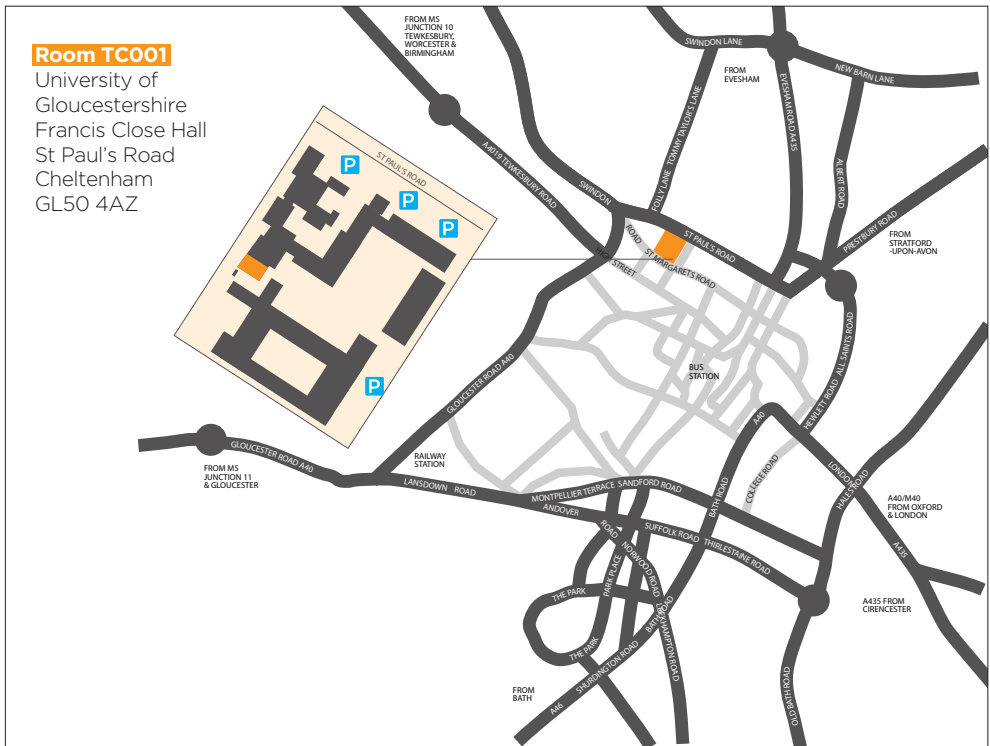 Room TC001
University of
Gloucestershire
Francis Close Hall
St Paul's Road
Cheltenham
GL50 4AZ
FROM M5
JUNCTION 10
TEWKESBURY,
WORCESTER &
BIRMINGHAM
SWINDON LANE
NEW BARN LANE
FROM
EVESHAM
EVESHAM ROAD A435
FOLLY LANE TOMMY TAYLOR'S LANE
ALBERT ROAD
A4019 TEWKESBURY ROAD
SWINDON
ROAD
ST PAUL'S ROAD
P
P
P
P
ST PAUL'S ROAD
ST MARGARETS ROAD
HIGH STREET
PRESTBURY ROAD
FROM
STRATFORD
-UPON-AVON
BUS
STATION
HEWLETT ROAD ALL SAINTS ROAD
GLOUCESTER ROAD A40
A40
RAILWAY
STATION
GLOUCESTER ROAD A40
FROM M5
JUNCTION 11
& GLOUCESTER
LANSDOWN ROAD
MONTPELLIER TERRACE SANDFORD ROAD
ANDOVER
ROAD
SUFFOLK ROAD THIRLESTAINE ROAD
BATH ROAD
COLLEGE ROAD
LONDON
HALES ROAD
A40/M40
FROM OXFORD
& LONDON
A435
A435 FROM
CIRENCESTER
NORWOOD ROAD
PARK PLACE
THE PARK
THE PARK
BATH ROAD
LECKHAMPTON ROAD
SHURDINGTON ROAD
A46
FROM
BATH
OLD BATH ROAD